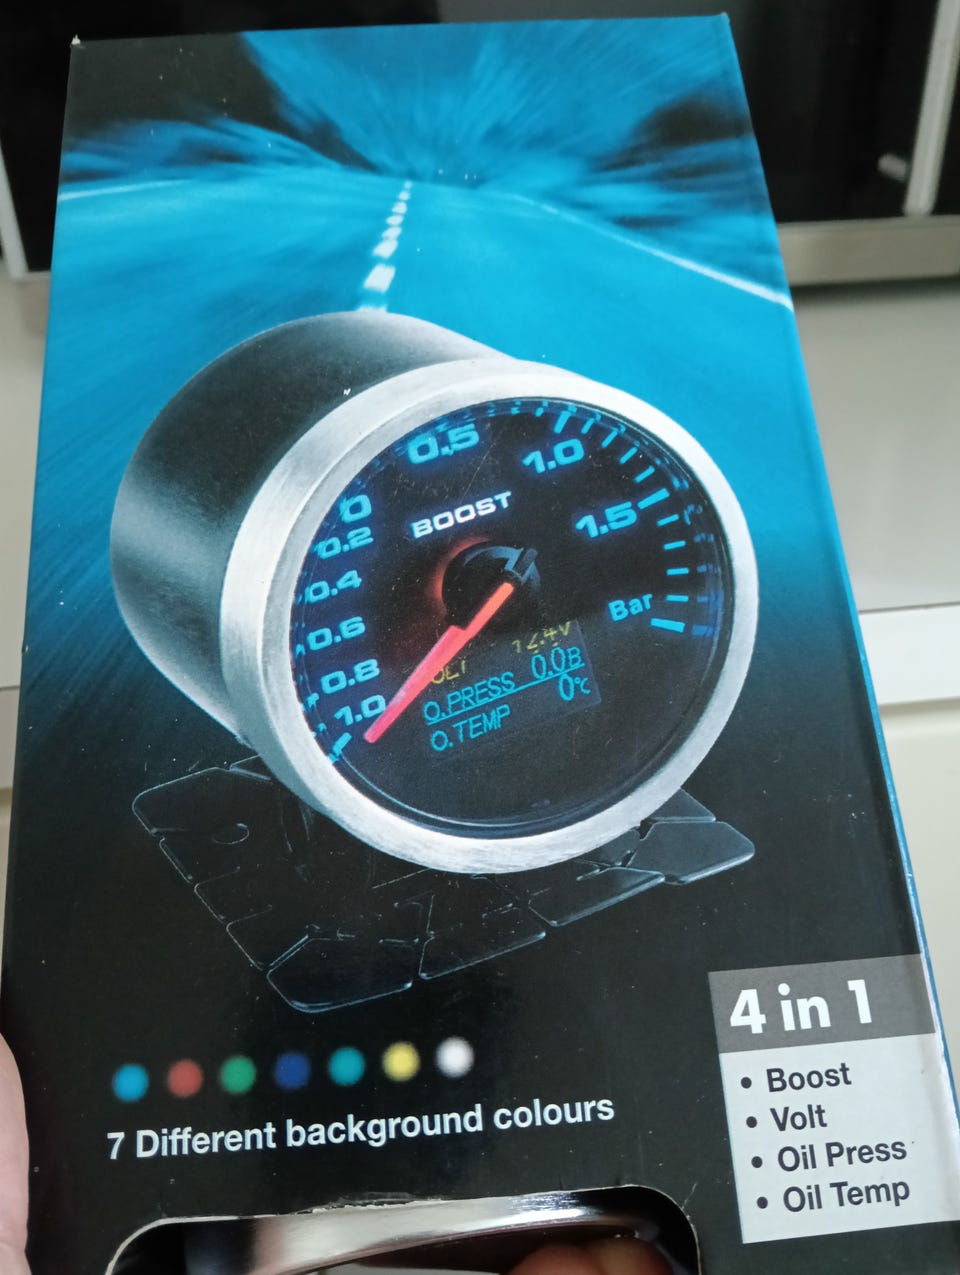 0.5
1.0
0
BOOST
1.5
0.2
0.4
0.6
Bar
0.8
12.4V
1.0
O.PRESS 0.0B
O.TEMP 0°C
4 in 1
• Boost
• Volt
• Oil Press
• Oil Temp
7 Different background colours